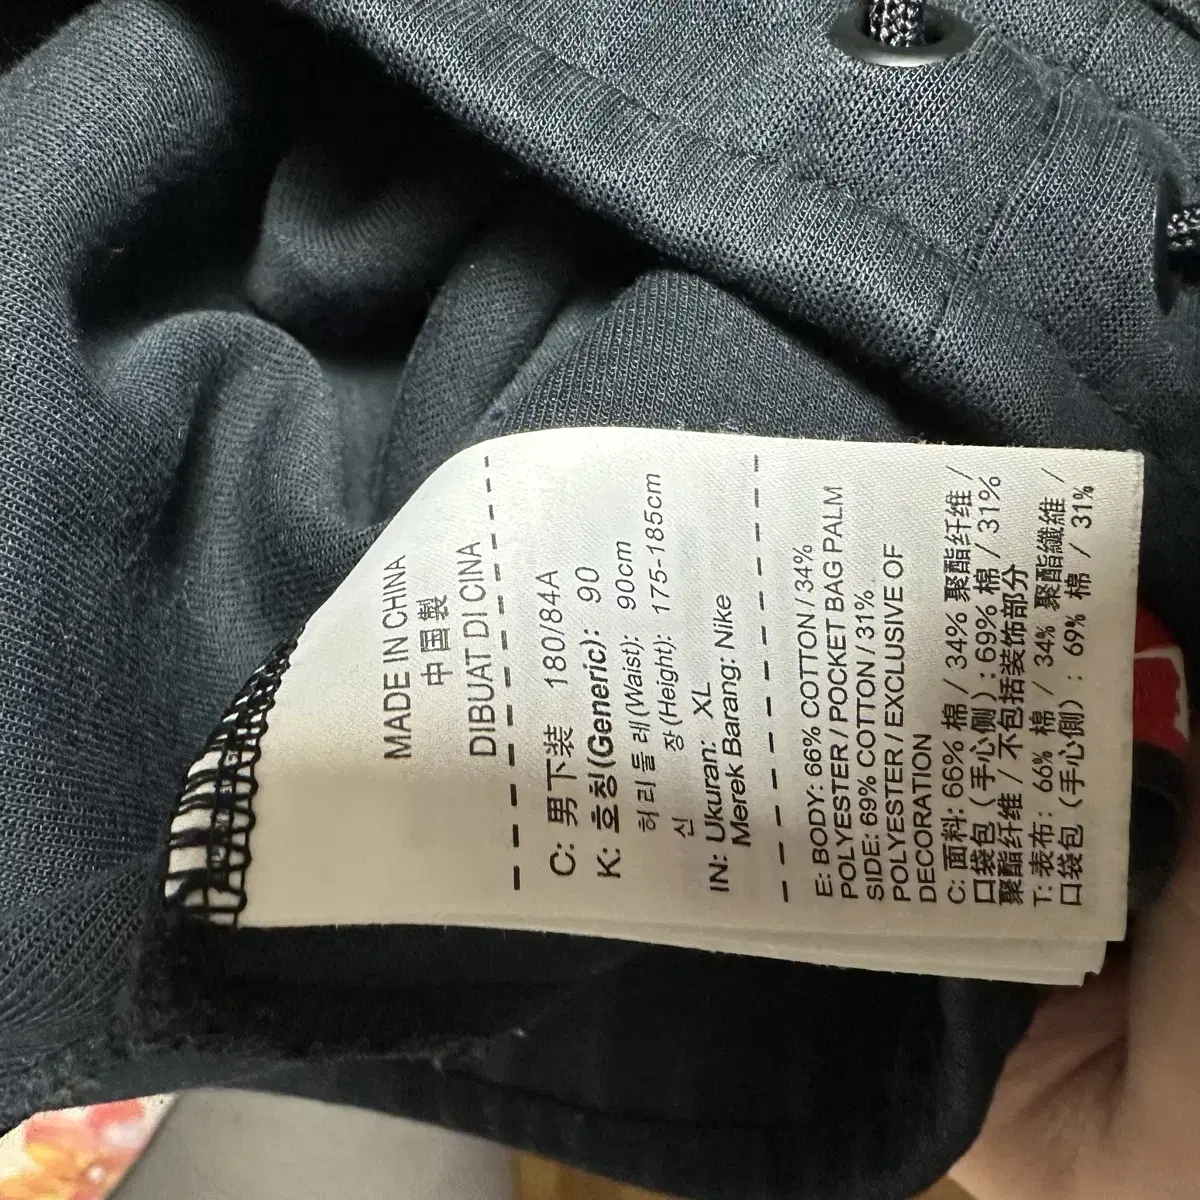 MADE IN CHINA
中国製
DIBUAT DI CINA
C: 男下装 180/84A
K: 호칭(Generic): 90
허리둘레(Waist): 90cm
신장(Height): 175-185cm
IN: Ukuran: XL
Merek Barang: Nike
E: BODY: 66% COTTON / 34%
POLYESTER / POCKET BAG PALM
SIDE: 69% COTTON / 31%
POLYESTER / EXCLUSIVE OF
DECORATION
C: 面料: 66% 棉 / 34% 聚酯纤维 /
口袋包（手心侧）: 69% 棉 / 31%
聚酯纤维 / 不包括装饰部分
T: 表布: 66% 棉 / 34% 聚酯纖維 /
口袋包（手心側）: 69% 棉 / 31%